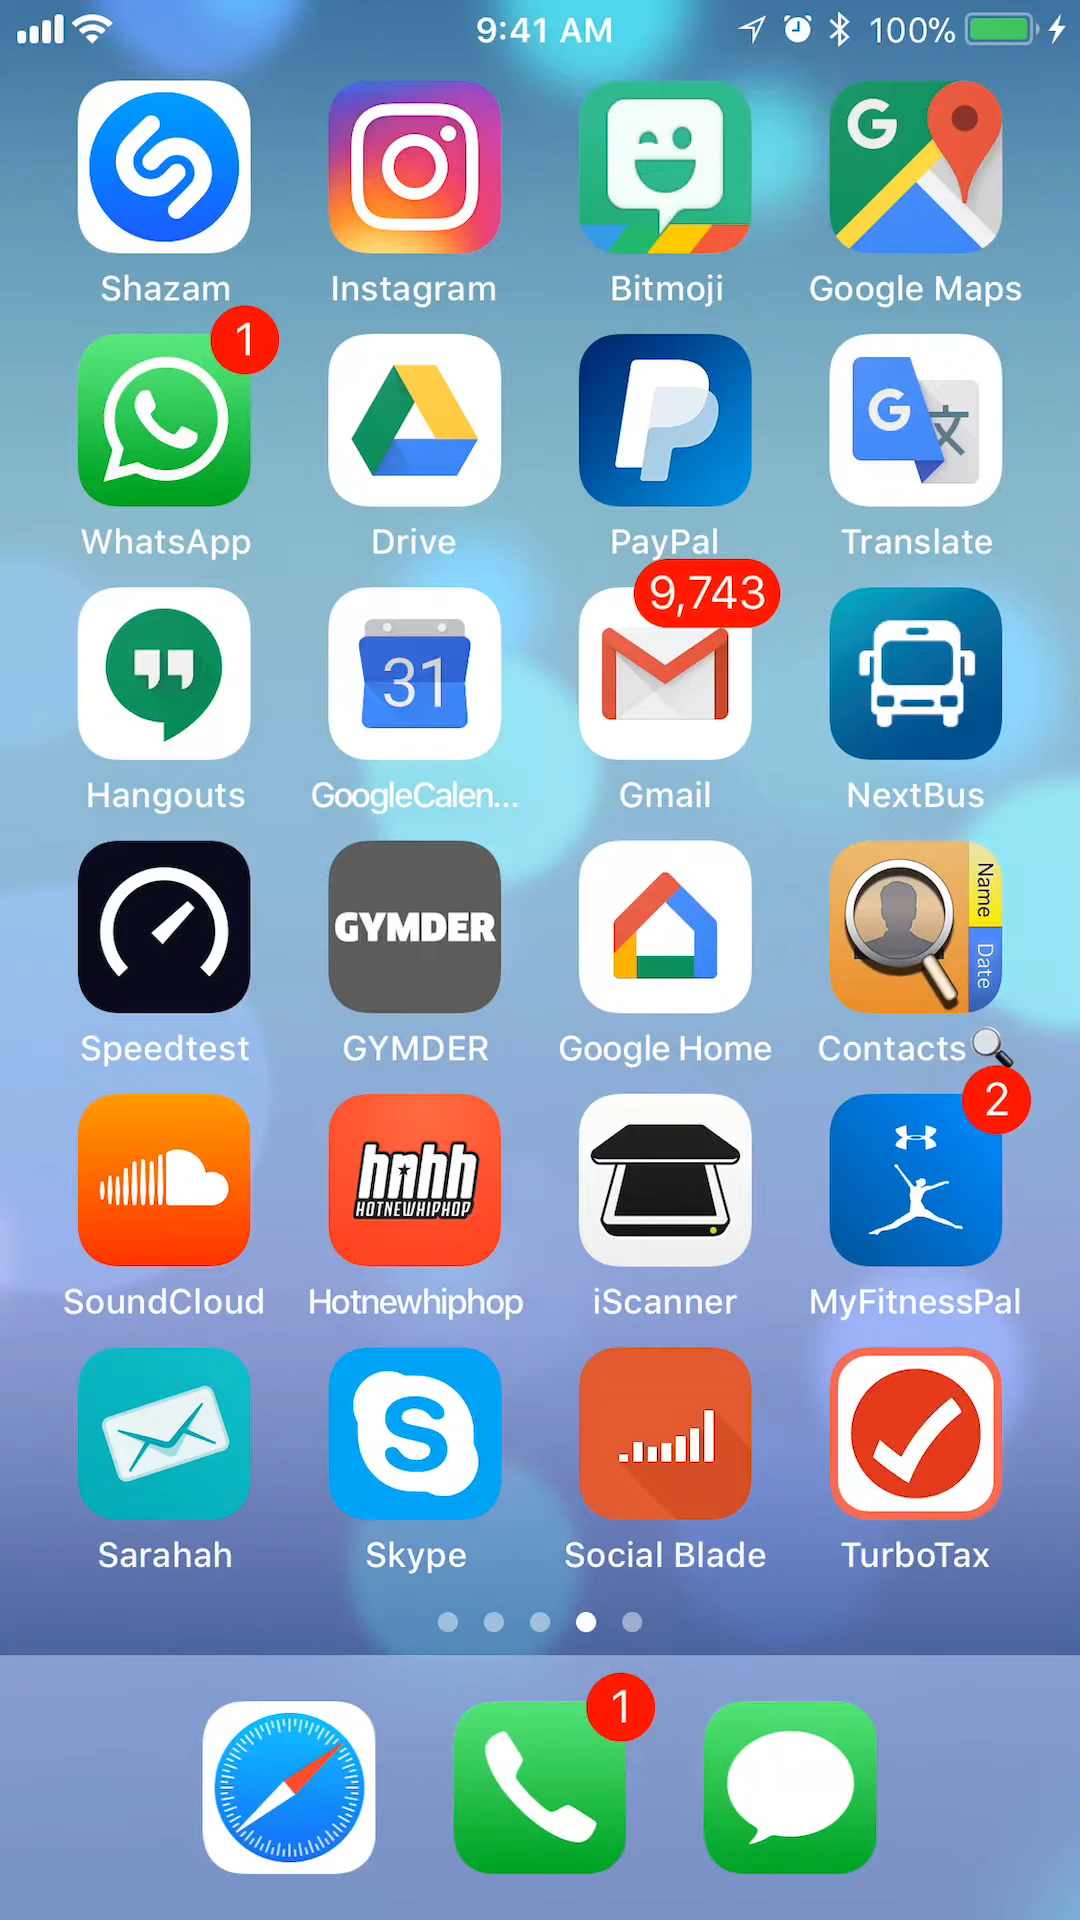 9:41 AM 100%
G
Shazam Instagram Bitmoji Google Maps
1
G 文
WhatsApp Drive PayPal Translate
9,743
31
Hangouts GoogleCalen... Gmail NextBus
GYMDER Name Date
Speedtest GYMDER Google Home Contacts🔍
2
hnhh
HOTNEWHIPHOP
SoundCloud Hotnewhiphop iScanner MyFitnessPal
S
Sarahah Skype Social Blade TurboTax
1